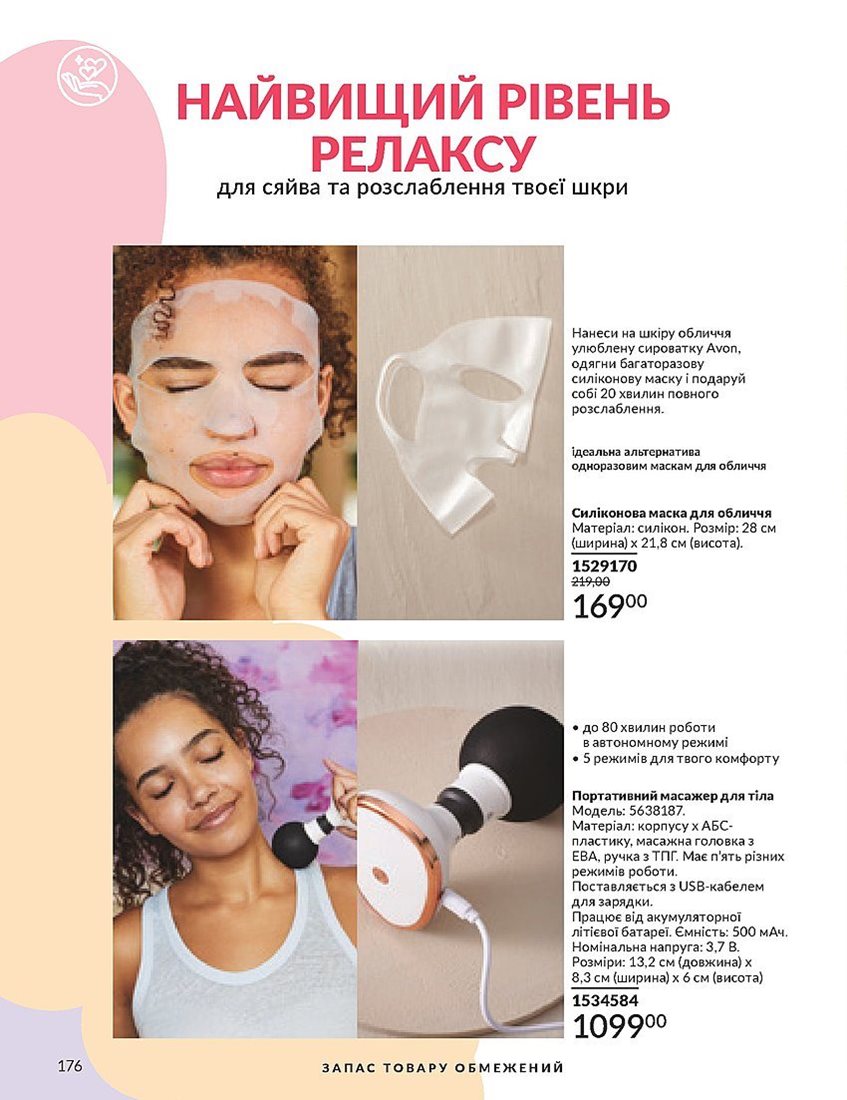 НАЙВИЩИЙ РІВЕНЬ
РЕЛАКСУ
для сяйва та розслаблення твоєї шкри
Нанеси на шкіру обличчя
улюблену сироватку Avon,
одягни багаторазову
силіконову маску і подаруй
собі 20 хвилин повного
розслаблення.
ідеальна альтернатива
одноразовим маскам для обличчя
Силіконова маска для обличчя
Матеріал: силікон. Розмір: 28 см
(ширина) x 21,8 см (висота).
1529170
219,00
169⁰⁰
• до 80 хвилин роботи
в автономному режимі
• 5 режимів для твого комфорту
Портативний масажер для тіла
Модель: 5638187.
Матеріал: корпусу x АБС-
пластику, масажна головка з
ЕВА, ручка з ТПГ. Має п'ять різних
режимів роботи.
Поставляється з USB-кабелем
для зарядки.
Працює від акумуляторної
літієвої батареї. Ємність: 500 мАч.
Номінальна напруга: 3,7 В.
Розміри: 13,2 см (довжина) x
8,3 см (ширина) x 6 см (висота)
1534584
1099⁰⁰
176
ЗАПАС ТОВАРУ ОБМЕЖЕНИЙ